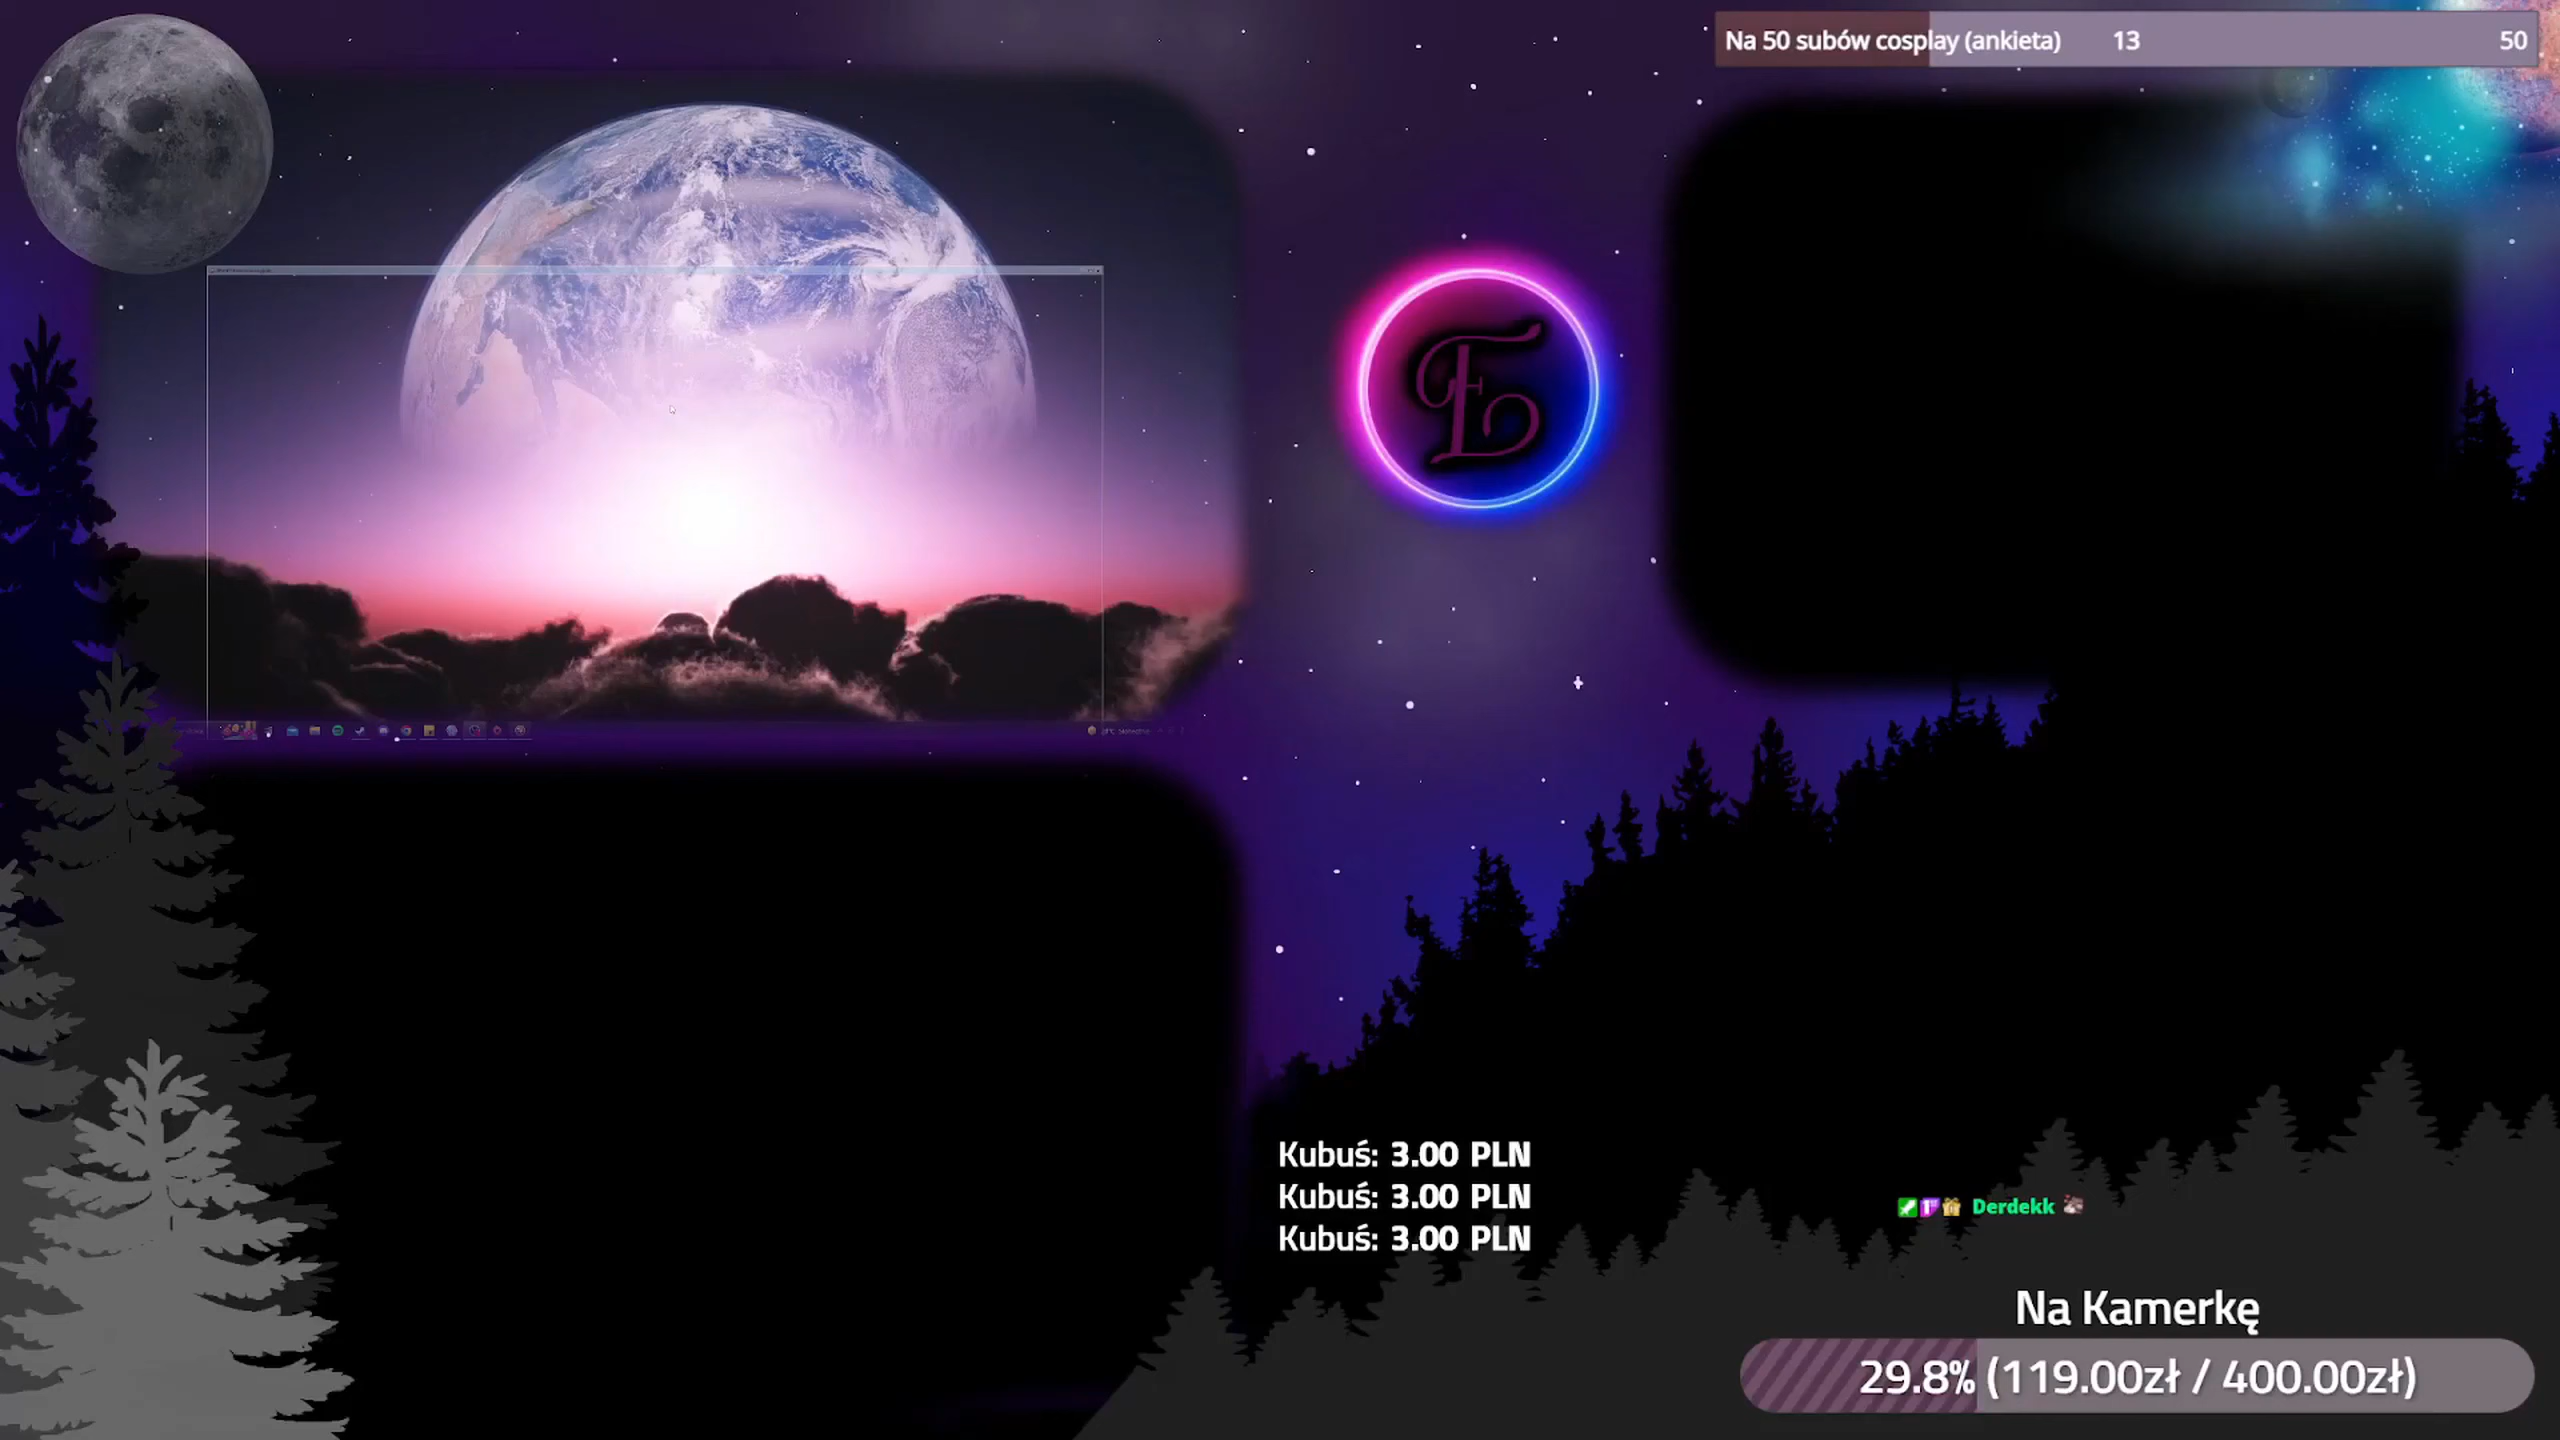 Na 50 subów cosplay (ankieta) 13 50
Kubuś: 3.00 PLN
Kubuś: 3.00 PLN
Kubuś: 3.00 PLN
Derdekk
Na Kamerkę
29.8% (119.00zł / 400.00zł)